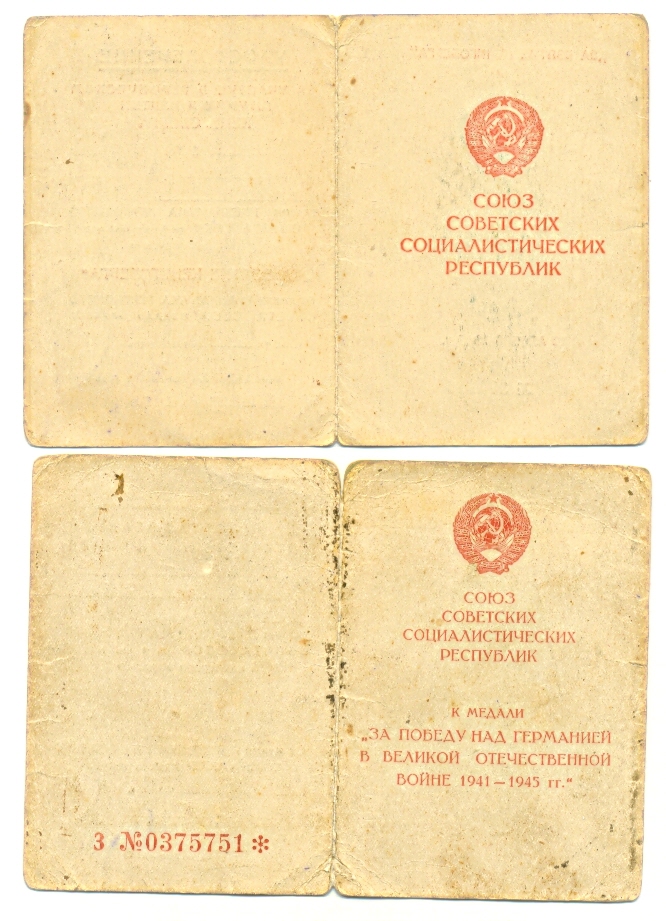 СОЮЗ
СОВЕТСКИХ
СОЦИАЛИСТИЧЕСКИХ
РЕСПУБЛИК
СОЮЗ
СОВЕТСКИХ
СОЦИАЛИСТИЧЕСКИХ
РЕСПУБЛИК
К МЕДАЛИ
„ЗА ПОБЕДУ НАД ГЕРМАНИЕЙ
В ВЕЛИКОЙ ОТЕЧЕСТВЕННОЙ
ВОЙНЕ 1941—1945 гг.“
З №0375751 *